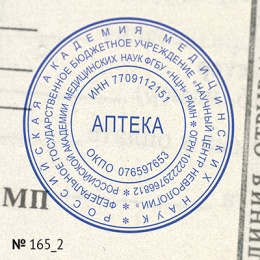 * РОССИЙСКАЯ АКАДЕМИЯ МЕДИЦИНСКИХ НАУК
ФЕДЕРАЛЬНОЕ ГОСУДАРСТВЕННОЕ БЮДЖЕТНОЕ УЧРЕЖДЕНИЕ "НАУЧНЫЙ ЦЕНТР НЕВРОЛОГИИ"
РОССИЙСКОЙ АКАДЕМИИ МЕДИЦИНСКИХ НАУК ФГБУ "НЦН" РАМН * ОГРН 1022229766812 *
ИНН 7709112151
АПТЕКА
ОКПО 076597653
МП
№ 165_2